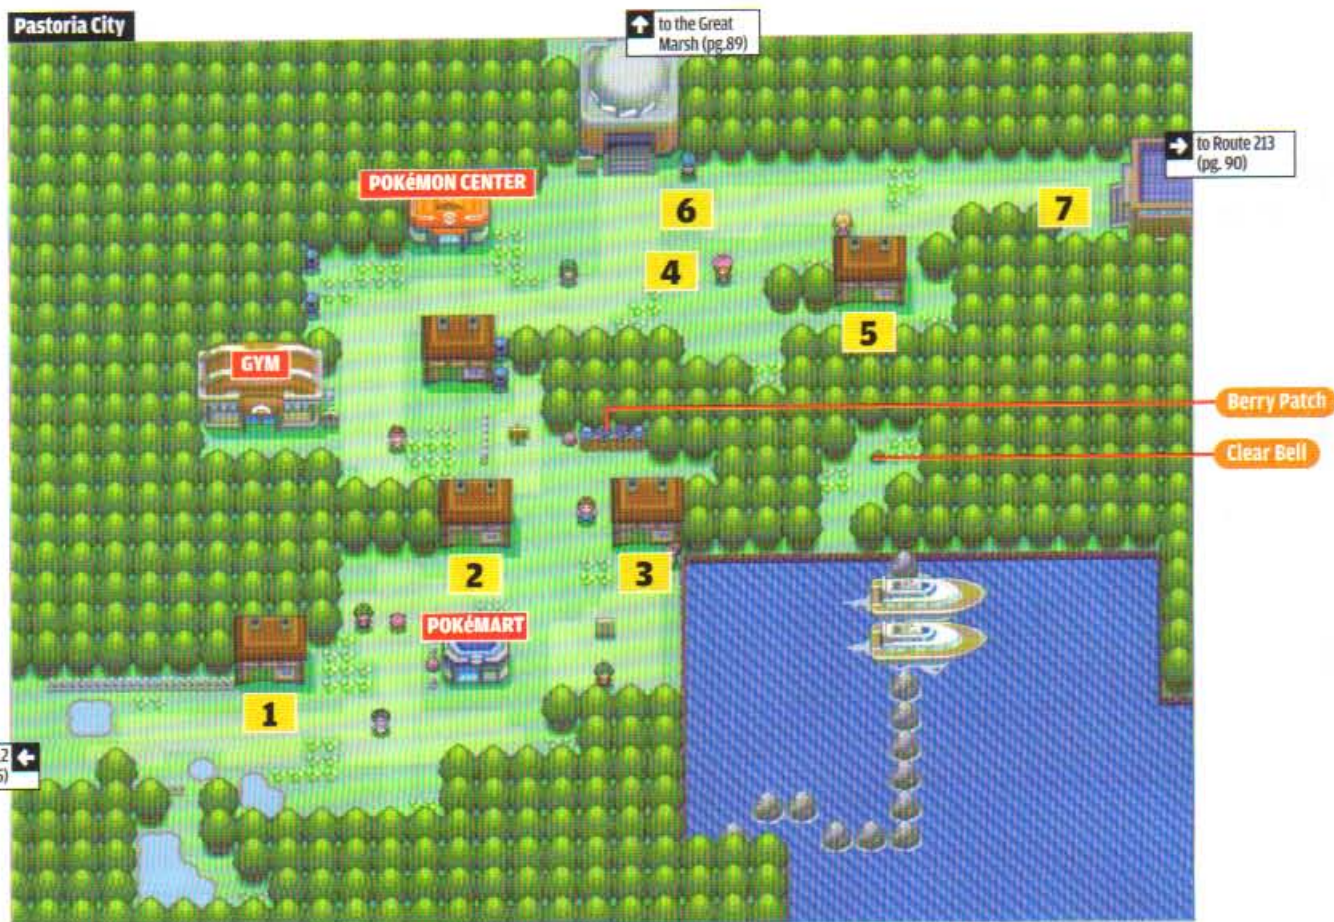 Pastoria City
to the Great
Marsh (pg.89)
to Route 213
(pg. 90)
POKéMON CENTER
6
7
4
5
GYM
Berry Patch
Clear Bell
2
3
POKéMART
1